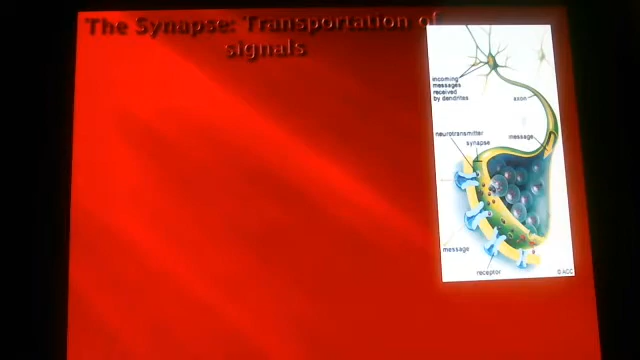 The Synapse: Transportation of
signals
incoming
messages
received
by dendrites
axon
neurotransmitter
message
synapse
message
receptor
© ACC